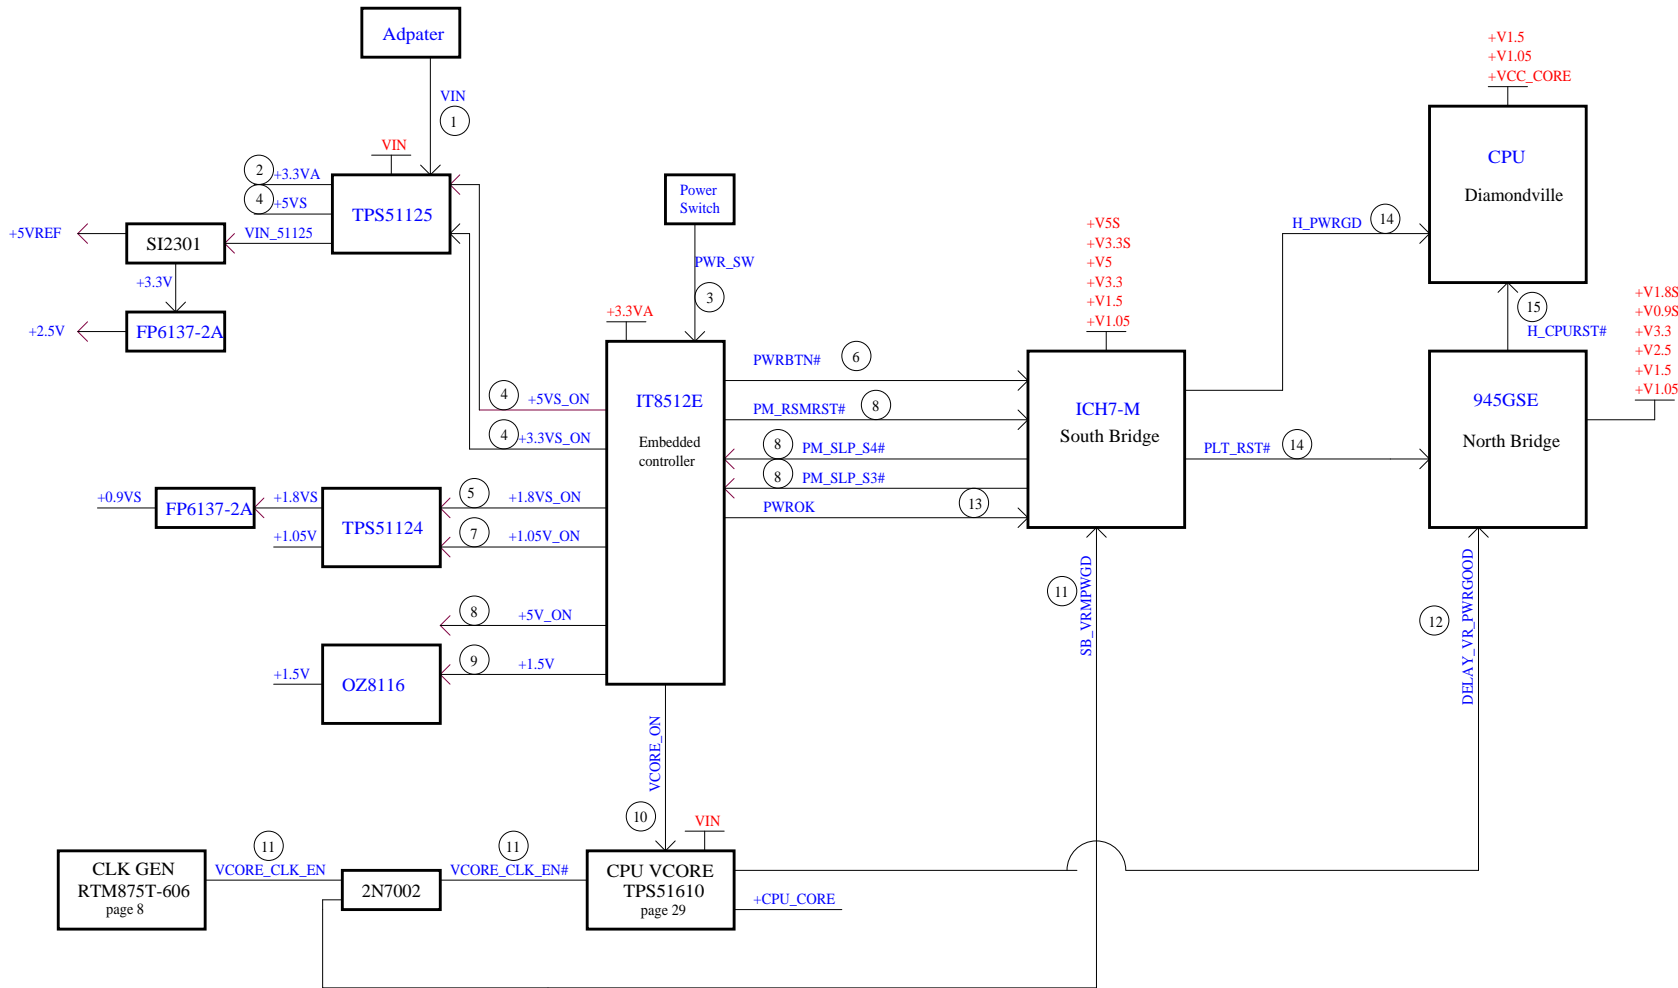 Adpater
VIN
1
VIN
2
+3.3VA
4
+5VS
TPS51125
+5VREF
SI2301
VIN_51125
+3.3V
+2.5V
FP6137-2A
Power
Switch
PWR_SW
3
+3.3VA
IT8512E
Embedded
controller
4
+5VS_ON
4
+3.3VS_ON
+0.9VS
FP6137-2A
+1.8VS
TPS51124
+1.05V
5
+1.8VS_ON
7
+1.05V_ON
8
+5V_ON
9
+1.5V
+1.5V
OZ8116
PWRBTN#
6
PM_RSMRST#
8
8
PM_SLP_S4#
8
PM_SLP_S3#
PWROK
13
+V5S
+V3.3S
+V5
+V3.3
+V1.5
+V1.05
ICH7-M
South Bridge
H_PWRGD
14
PLT_RST#
14
+V1.5
+V1.05
+VCC_CORE
CPU
Diamondville
15
H_CPURST#
945GSE
North Bridge
+V1.8S
+V0.9S
+V3.3
+V2.5
+V1.5
+V1.05
11
SB_VRMPWGD
12
DELAY_VR_PWRGOOD
VCORE_ON
10
VIN
CLK GEN
RTM875T-606
page 8
11
VCORE_CLK_EN
2N7002
11
VCORE_CLK_EN#
CPU VCORE
TPS51610
page 29
+CPU_CORE